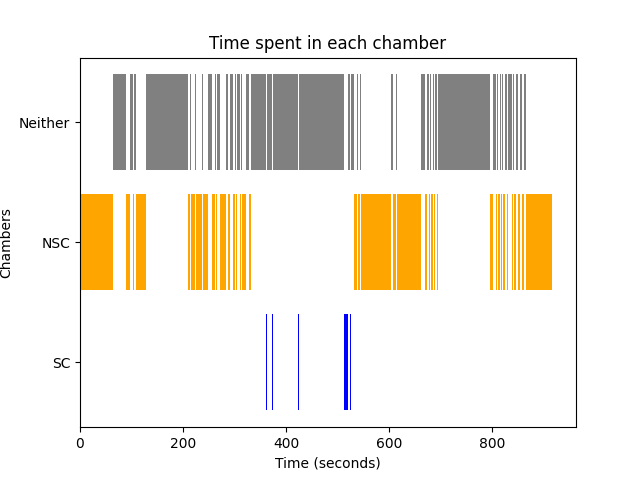 Time spent in each chamber
Neither
NSC
SC
Chambers
0 200 400 600 800
Time (seconds)